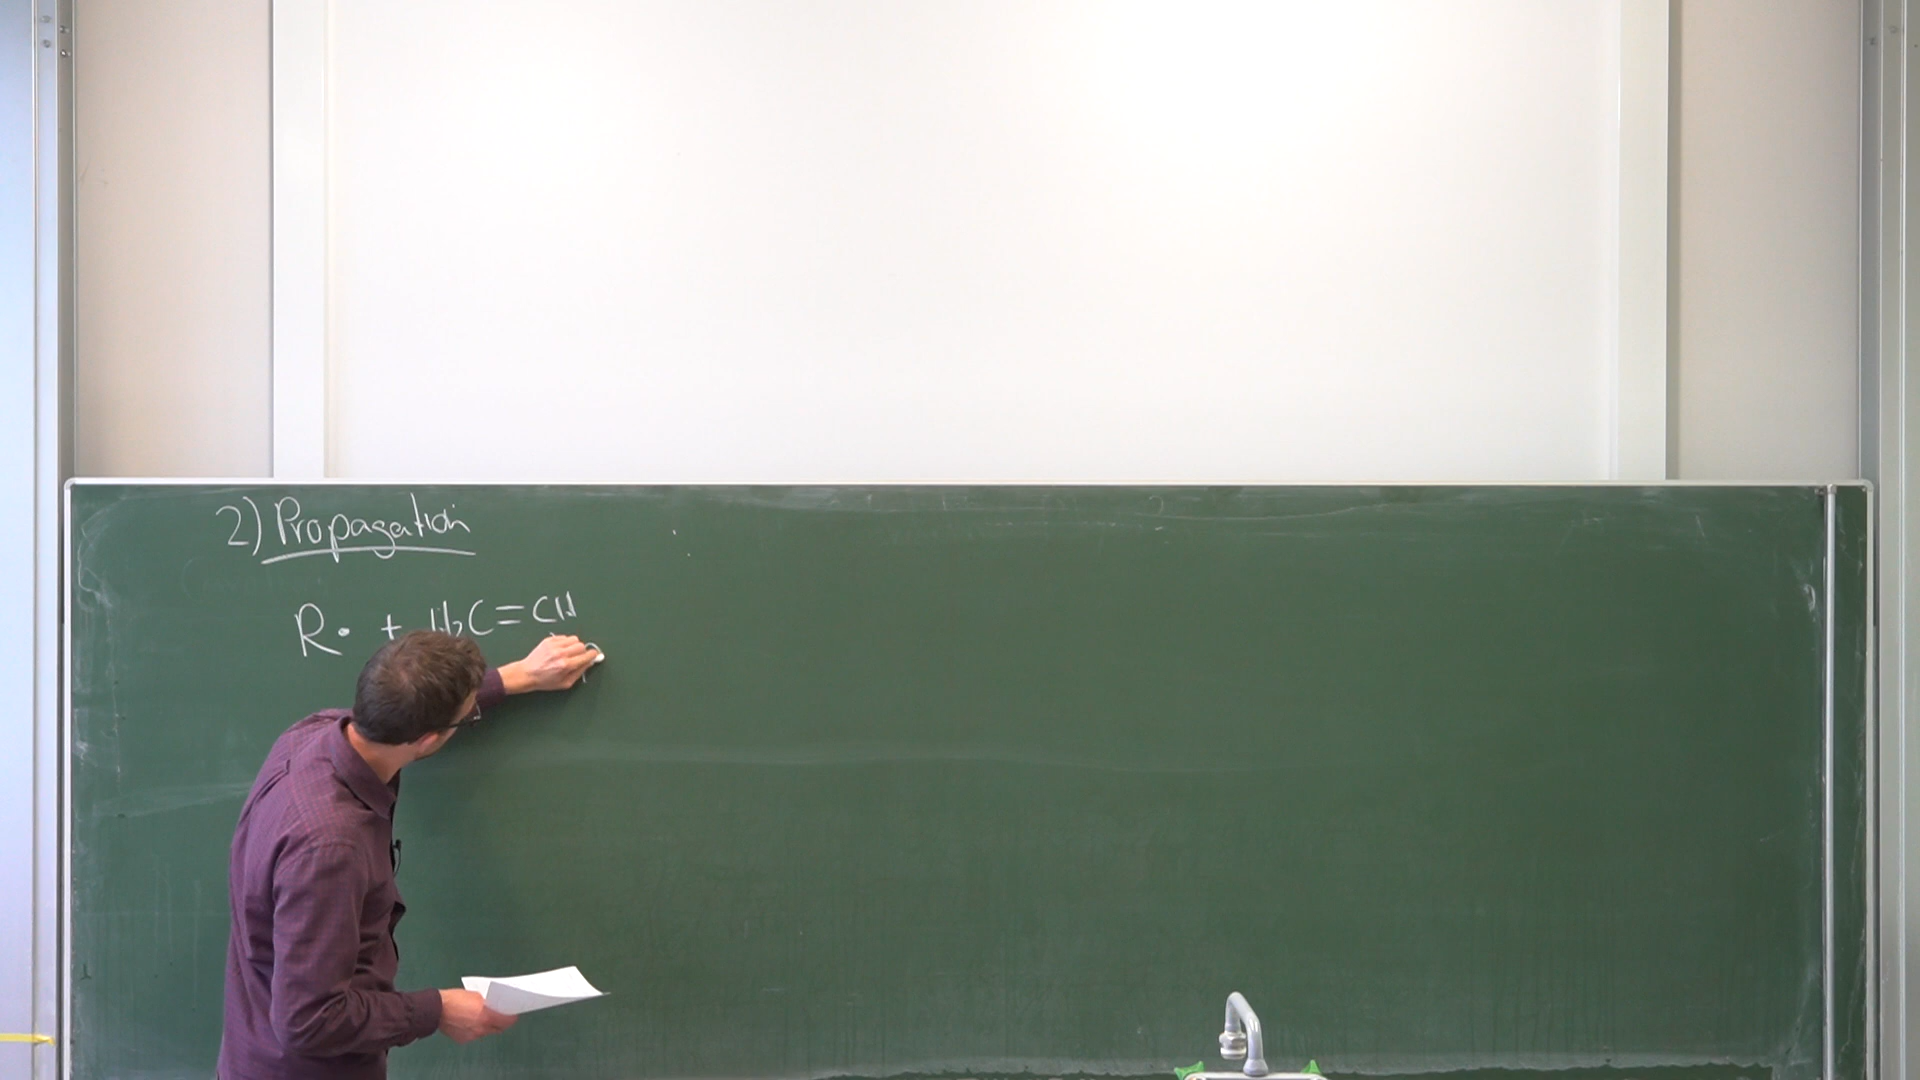 2) Propagation
R• + H₂C=CH